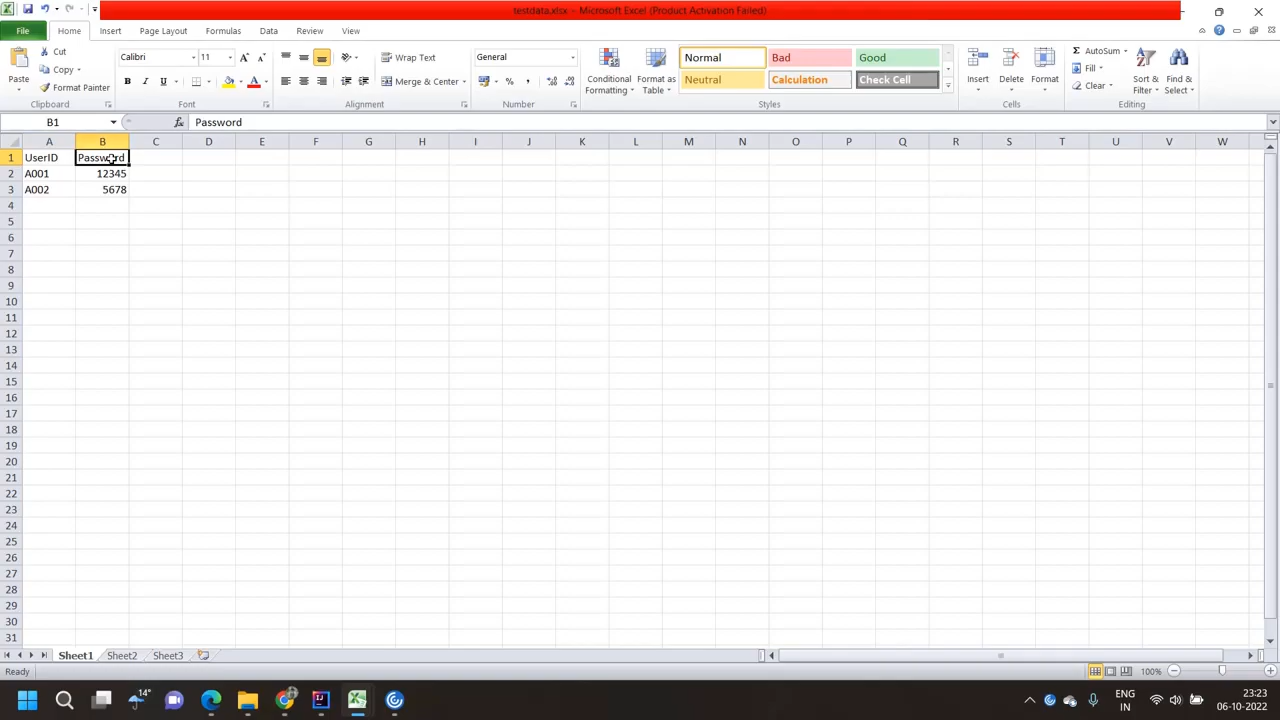 testdata.xlsx - Microsoft Excel (Product Activation Failed)
File Home Insert Page Layout Formulas Data Review View
Paste
Cut
Copy
Format Painter
Clipboard
Calibri 11
B I U
Font
Wrap Text
Merge & Center
Alignment
General
Number
Conditional Formatting
Format as Table
Normal Bad Good
Neutral Calculation Check Cell
Styles
Insert Delete Format
Cells
AutoSum
Fill
Clear
Sort & Filter
Find & Select
Editing
B1 Password
A B C D E F G H I J K L M N O P Q R S T U V W
1 UserID Password
2 A001 12345
3 A002 5678
4
5
6
7
8
9
10
11
12
13
14
15
16
17
18
19
20
21
22
23
24
25
26
27
28
29
30
31
Sheet1 Sheet2 Sheet3
Ready 100%
14°
ENG
IN
23:23
06-10-2022